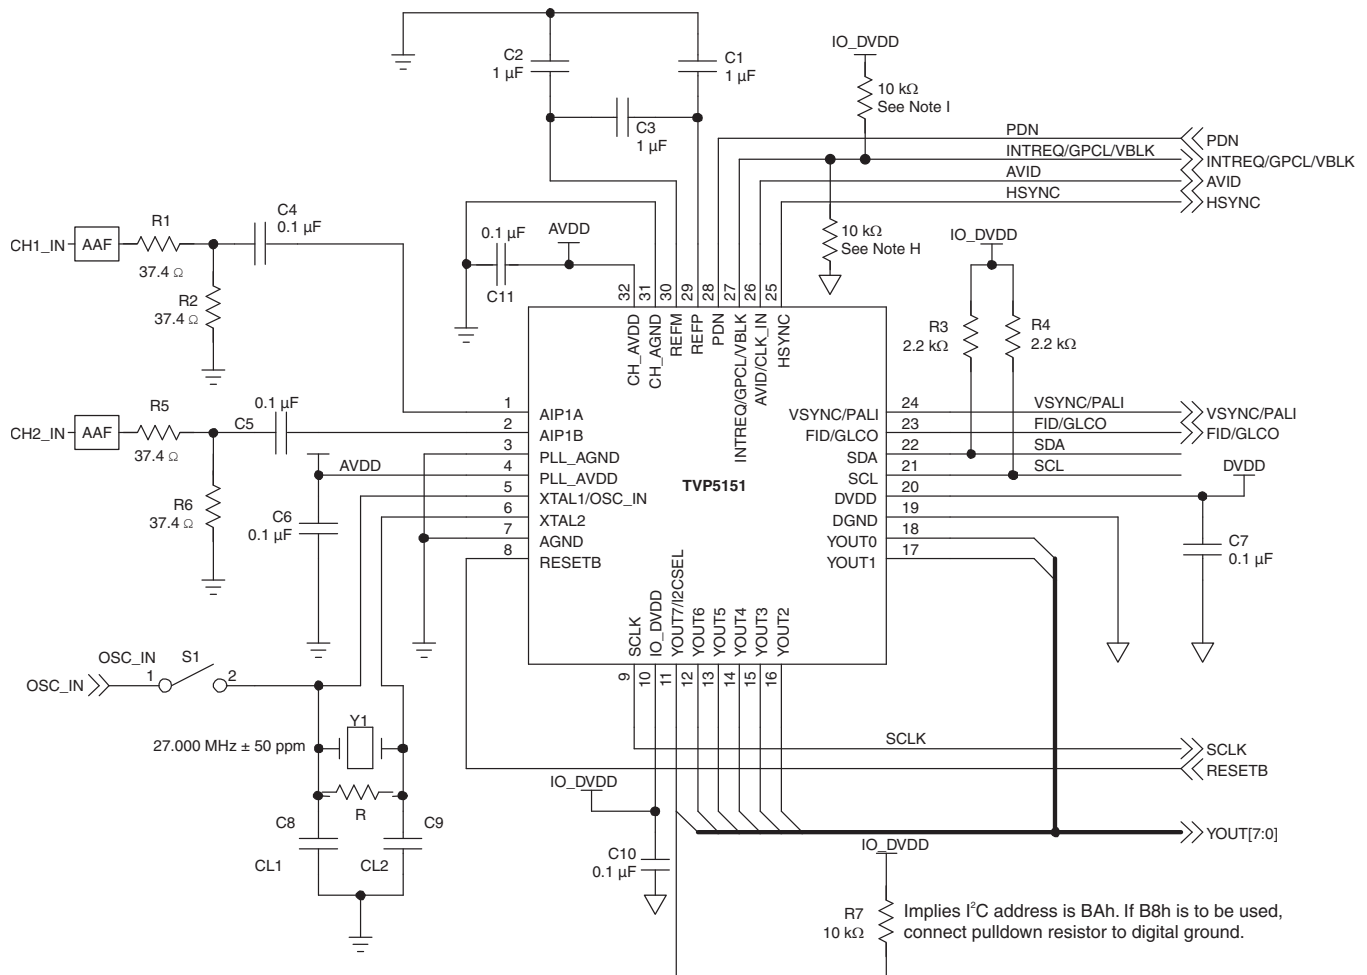 C2
1 µF
C1
1 µF
C3
1 µF
IO_DVDD
10 kΩ
See Note I
PDN
PDN
INTREQ/GPCL/VBLK
INTREQ/GPCL/VBLK
AVID
AVID
HSYNC
HSYNC
10 kΩ
See Note H
CH1_IN
AAF
R1
37.4 Ω
C4
0.1 µF
R2
37.4 Ω
0.1 µF
C11
AVDD
IO_DVDD
R3
2.2 kΩ
R4
2.2 kΩ
32
31
30
29
28
27
26
25
CH_AVDD
CH_AGND
REFM
REFP
PDN
INTREQ/GPCL/VBLK
AVID/CLK_IN
HSYNC
CH2_IN
AAF
R5
37.4 Ω
0.1 µF
C5
R6
37.4 Ω
AVDD
C6
0.1 µF
1
AIP1A
2
AIP1B
3
PLL_AGND
4
PLL_AVDD
5
XTAL1/OSC_IN
6
XTAL2
7
AGND
8
RESETB
TVP5151
VSYNC/PALI
24
VSYNC/PALI
VSYNC/PALI
FID/GLCO
23
FID/GLCO
FID/GLCO
SDA
22
SDA
SCL
21
SCL
DVDD
20
DVDD
DGND
19
YOUT0
18
YOUT1
17
C7
0.1 µF
SCLK
IO_DVDD
YOUT7/I2CSEL
YOUT6
YOUT5
YOUT4
YOUT3
YOUT2
9
10
11
12
13
14
15
16
OSC_IN
OSC_IN
1
S1
2
Y1
27.000 MHz ± 50 ppm
R
C8
CL1
C9
CL2
SCLK
SCLK
RESETB
IO_DVDD
C10
0.1 µF
YOUT[7:0]
IO_DVDD
R7
10 kΩ
Implies I²C address is BAh. If B8h is to be used,
connect pulldown resistor to digital ground.